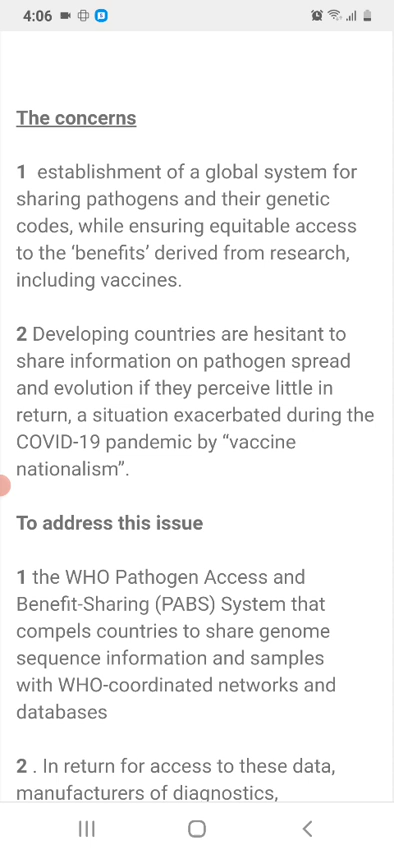 4:06
The concerns
1 establishment of a global system for
sharing pathogens and their genetic
codes, while ensuring equitable access
to the ‘benefits’ derived from research,
including vaccines.
2 Developing countries are hesitant to
share information on pathogen spread
and evolution if they perceive little in
return, a situation exacerbated during the
COVID-19 pandemic by “vaccine
nationalism”.
To address this issue
1 the WHO Pathogen Access and
Benefit-Sharing (PABS) System that
compels countries to share genome
sequence information and samples
with WHO-coordinated networks and
databases
2 . In return for access to these data,
manufacturers of diagnostics,